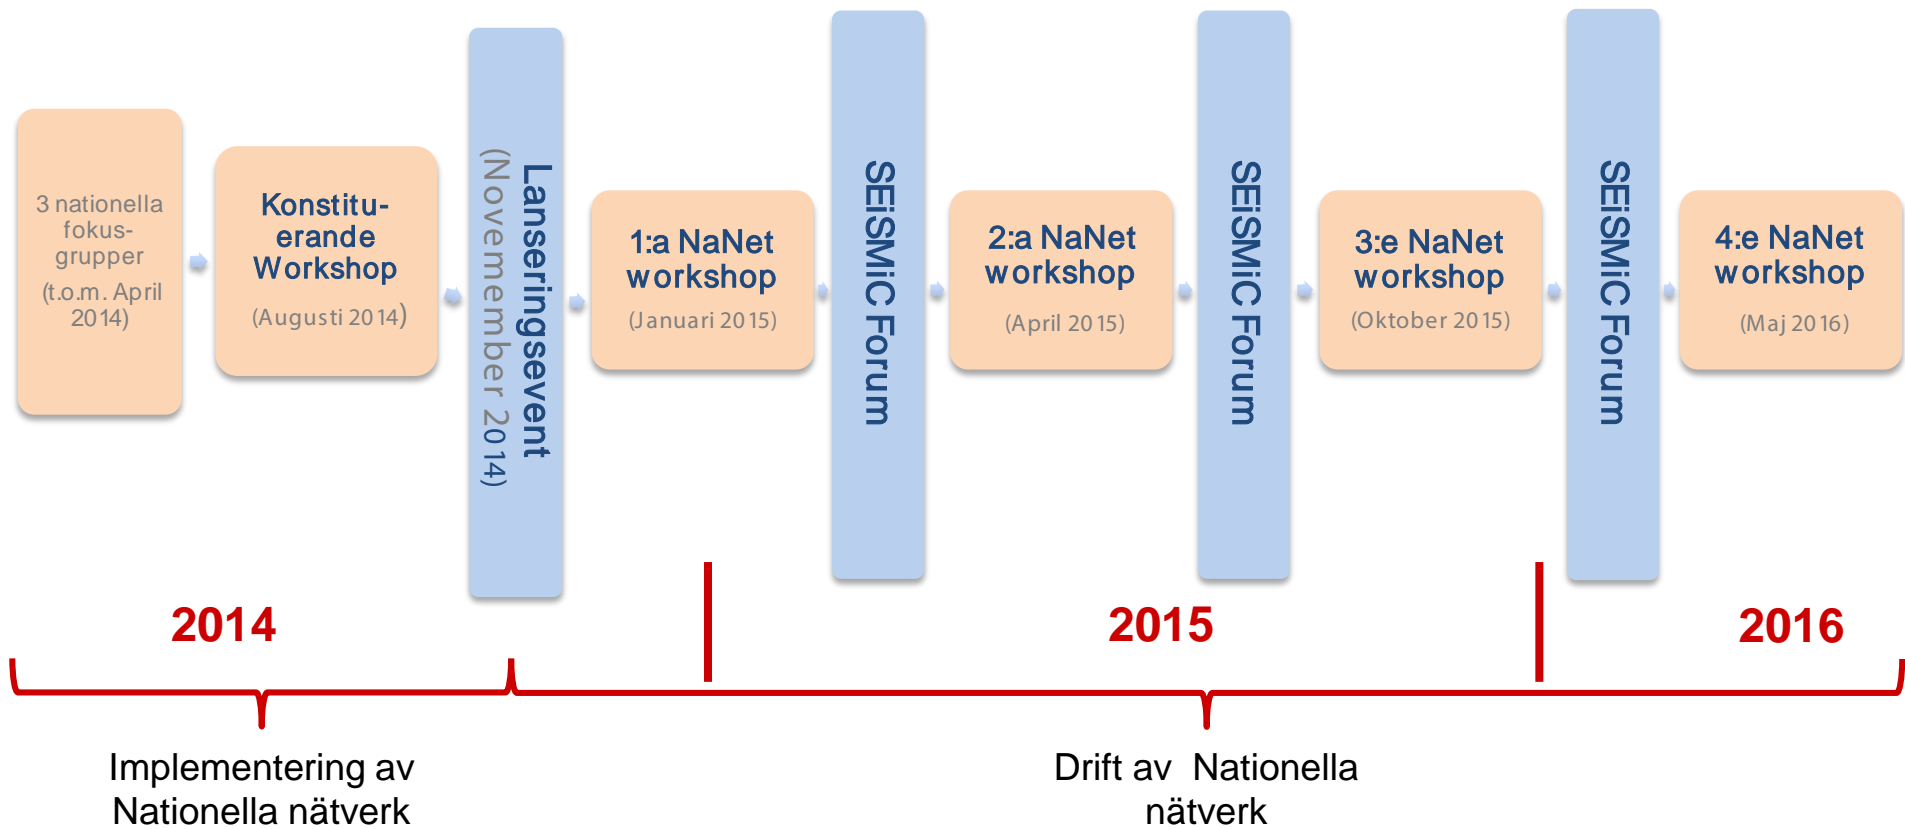 3 nationella
fokus-
grupper
(t.o.m. April
2014)
Konstitu-
erande
Workshop
(Augusti 2014)
Lanseringsevent
(Novemember 2014)
1:a NaNet
workshop
(Januari 2015)
SEiSMiC Forum
2:a NaNet
workshop
(April 2015)
SEiSMiC Forum
3:e NaNet
workshop
(Oktober 2015)
SEiSMiC Forum
4:e NaNet
workshop
(Maj 2016)
2014
2015
2016
Implementering av
Nationella nätverk
Drift av Nationella
nätverk